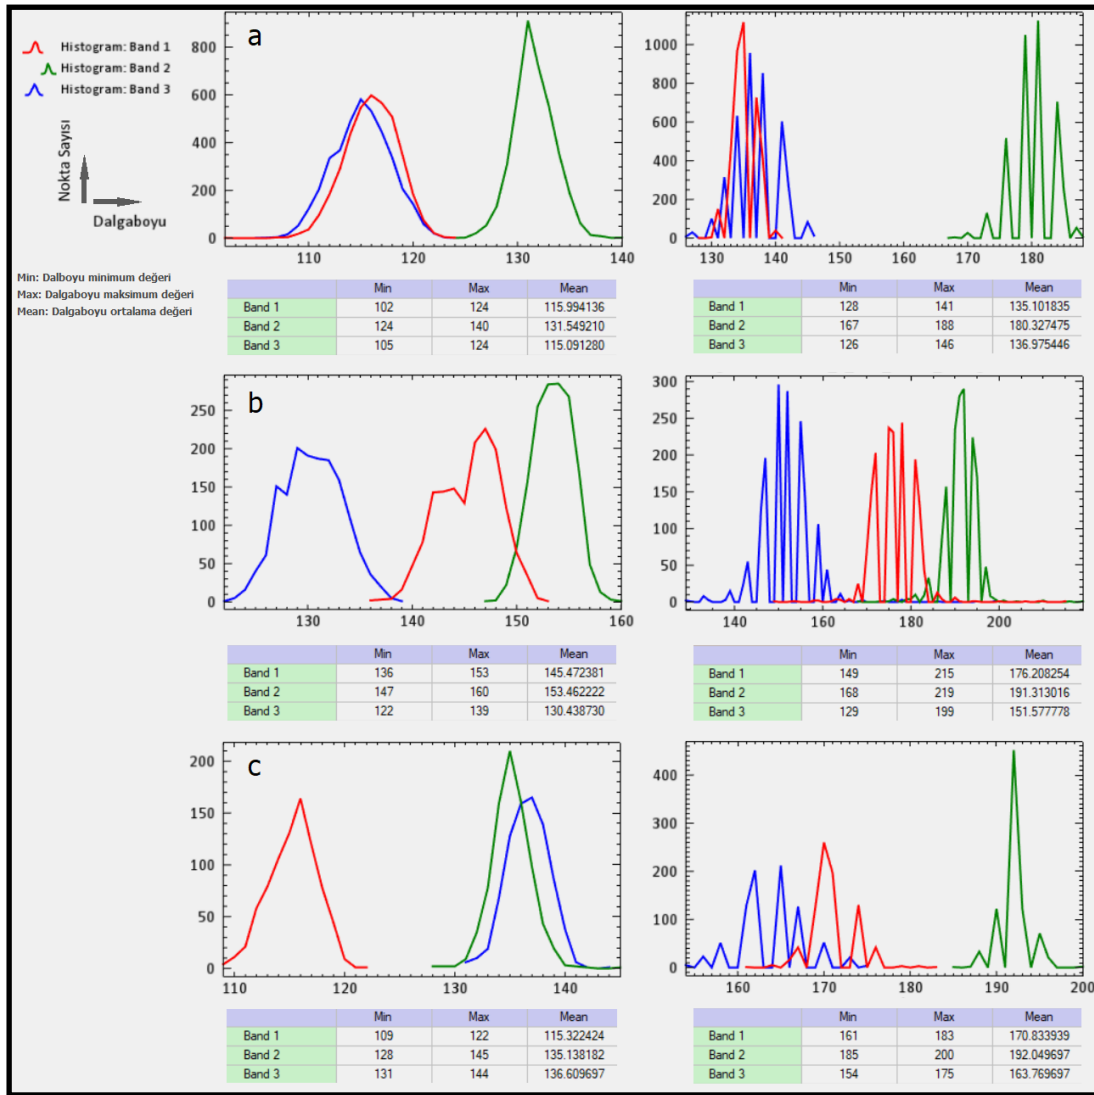 Histogram: Band 1
Histogram: Band 2
Histogram: Band 3
Nokta Sayısı
Dalgaboyu
Min: Dalboyu minimum değeri
Max: Dalgaboyu maksimum değeri
Mean: Dalgaboyu ortalama değeri
a
800
600
400
200
0
110 120 130 140
1000
800
600
400
200
0
130 140 150 160 170 180
Min Max Mean
Band 1 102 124 115.994136
Band 2 124 140 131.549210
Band 3 105 124 115.091280
Min Max Mean
Band 1 128 141 135.101835
Band 2 167 188 180.327475
Band 3 126 146 136.975446
b
250
200
150
100
50
0
130 140 150 160
300
250
200
150
100
50
0
140 160 180 200
Min Max Mean
Band 1 136 153 145.472381
Band 2 147 160 153.462222
Band 3 122 139 130.438730
Min Max Mean
Band 1 149 215 176.208254
Band 2 168 219 191.313016
Band 3 129 199 151.577778
c
200
150
100
50
0
110 120 130 140
400
300
200
100
0
160 170 180 190 200
Min Max Mean
Band 1 109 122 115.322424
Band 2 128 145 135.138182
Band 3 131 144 136.609697
Min Max Mean
Band 1 161 183 170.833939
Band 2 185 200 192.049697
Band 3 154 175 163.769697